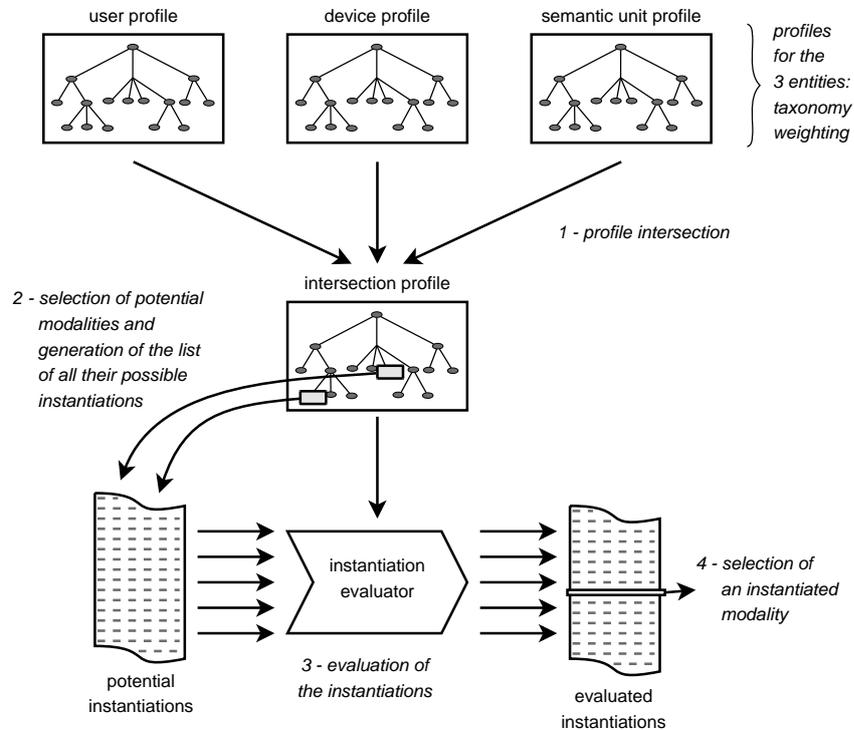 user profile
device profile
semantic unit profile
profiles
for the
3 entities:
taxonomy
weighting
1 - profile intersection
intersection profile
2 - selection of potential
modalities and
generation of the list
of all their possible
instantiations
instantiation
evaluator
4 - selection of
an instantiated
modality
3 - evaluation of
the instantiations
potential
instantiations
evaluated
instantiations